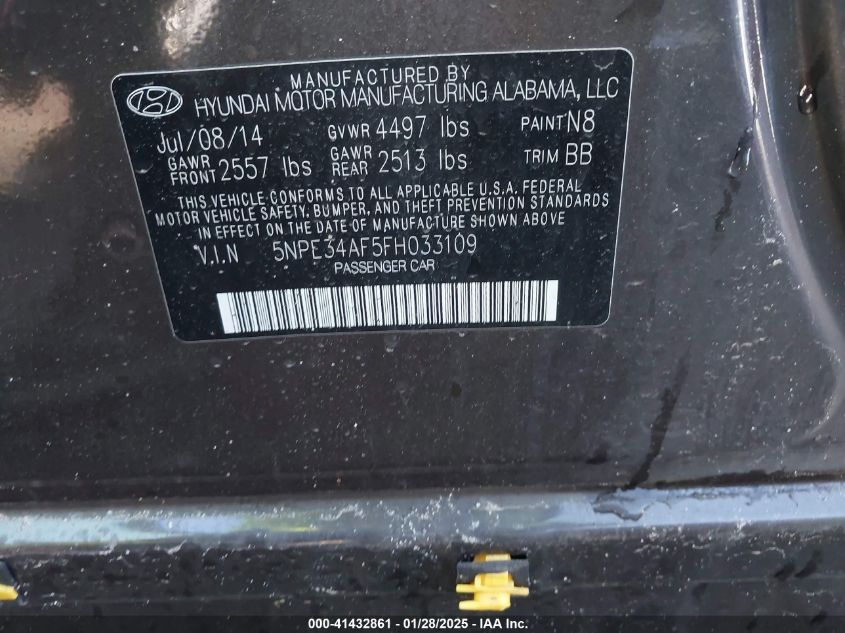 MANUFACTURED BY
HYUNDAI MOTOR MANUFACTURING ALABAMA, LLC
Jul/08/14 GVWR 4497 lbs PAINT N8
GAWR FRONT 2557 lbs GAWR REAR 2513 lbs TRIM BB
THIS VEHICLE CONFORMS TO ALL APPLICABLE U.S.A. FEDERAL
MOTOR VEHICLE SAFETY, BUMPER, AND THEFT PREVENTION STANDARDS
IN EFFECT ON THE DATE OF MANUFACTURE SHOWN ABOVE
V.I.N 5NPE34AF5FH033109
PASSENGER CAR
000-41432861 - 01/28/2025 - IAA Inc.